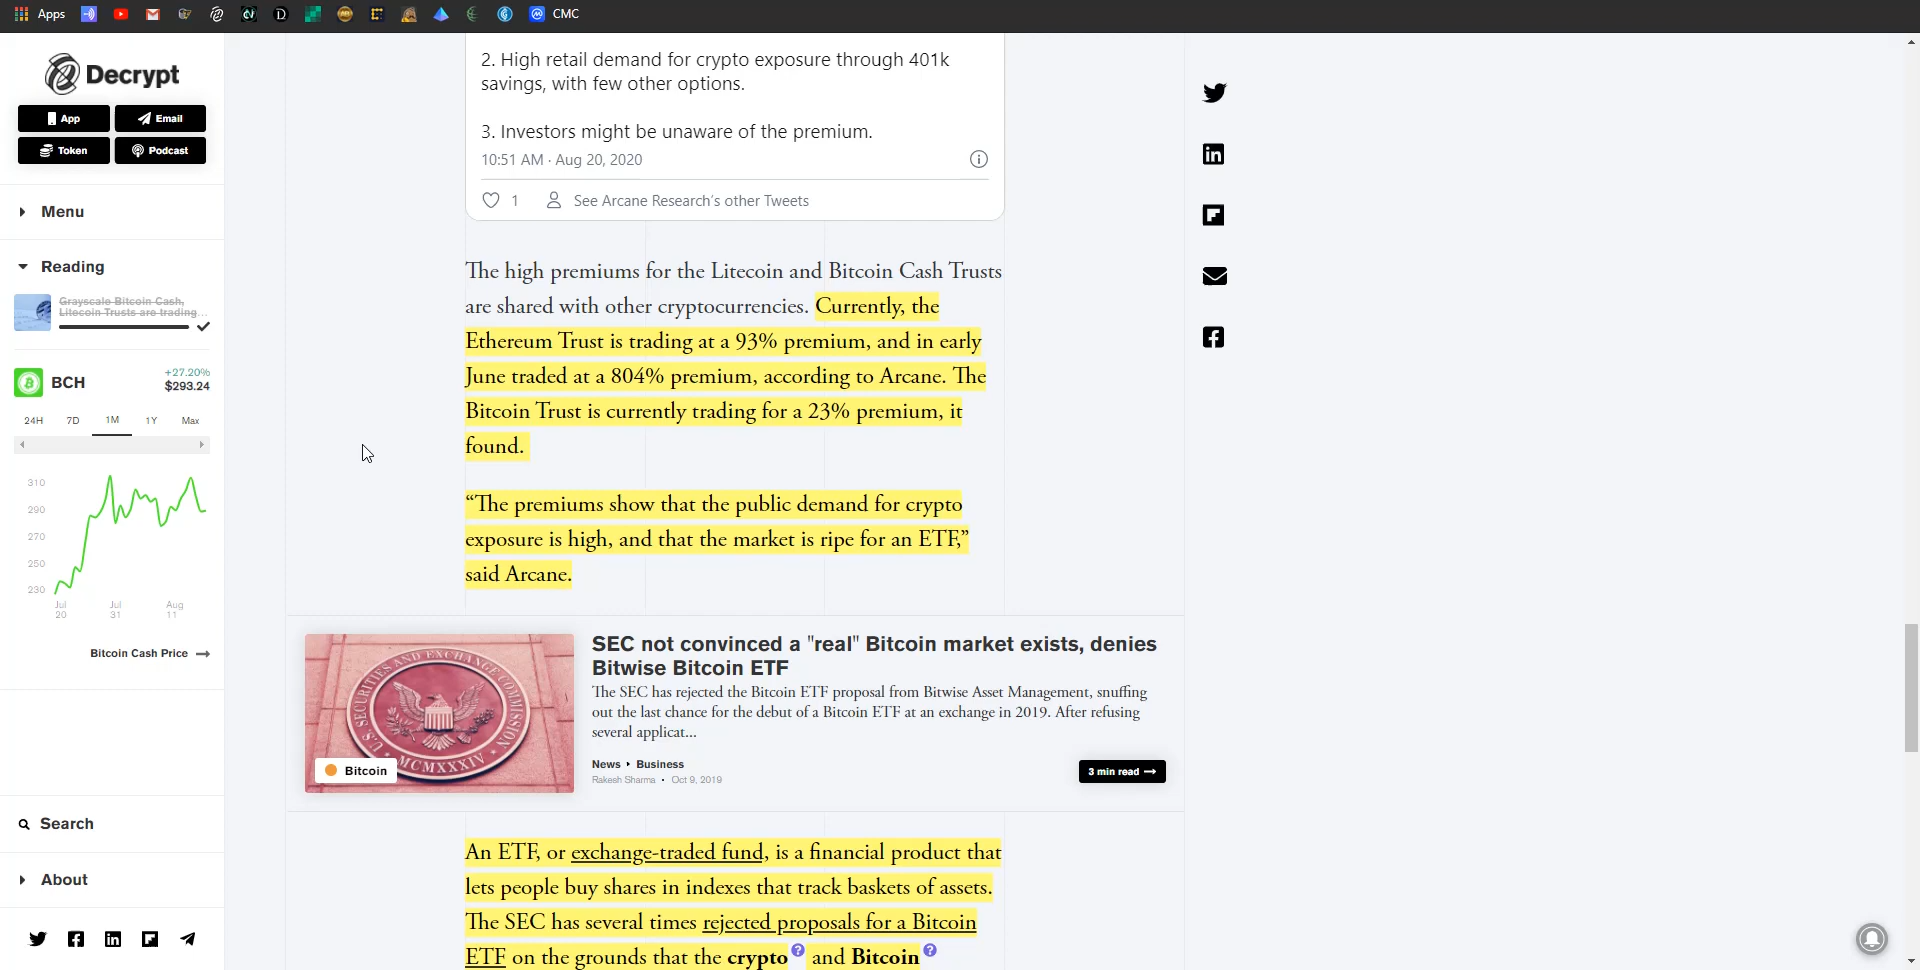 Apps
CMC
Decrypt
App
Email
Token
Podcast
Menu
Reading
Grayscale Bitcoin Cash,
Litecoin Trusts are trading...
BCH
+27.20%
$293.24
24H 7D 1M 1Y Max
310
290
270
250
230
Jul 20
Jul 31
Aug 11
Bitcoin Cash Price →
Search
About
2. High retail demand for crypto exposure through 401k
savings, with few other options.
3. Investors might be unaware of the premium.
10:51 AM · Aug 20, 2020
1 See Arcane Research's other Tweets
The high premiums for the Litecoin and Bitcoin Cash Trusts
are shared with other cryptocurrencies. Currently, the
Ethereum Trust is trading at a 93% premium, and in early
June traded at a 804% premium, according to Arcane. The
Bitcoin Trust is currently trading for a 23% premium, it
found.
“The premiums show that the public demand for crypto
exposure is high, and that the market is ripe for an ETF,”
said Arcane.
U.S. SECURITIES AND EXCHANGE COMMISSION
MCMXXXIV
Bitcoin
SEC not convinced a "real" Bitcoin market exists, denies
Bitwise Bitcoin ETF
The SEC has rejected the Bitcoin ETF proposal from Bitwise Asset Management, snuffing
out the last chance for the debut of a Bitcoin ETF at an exchange in 2019. After refusing
several applicat...
News ‣ Business
Rakesh Sharma • Oct 9, 2019
3 min read →
An ETF, or exchange-traded fund, is a financial product that
lets people buy shares in indexes that track baskets of assets.
The SEC has several times rejected proposals for a Bitcoin
ETF on the grounds that the crypto ? and Bitcoin ?